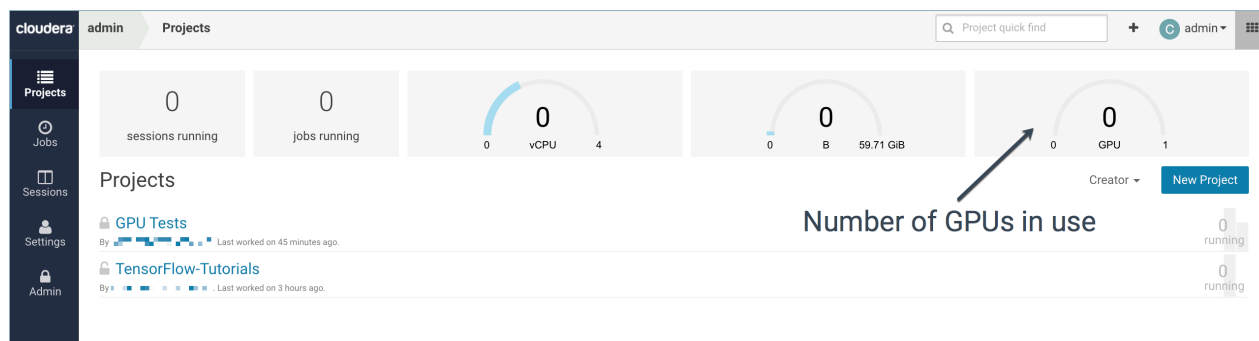 cloudera
admin
Projects
Project quick find
+
C admin
Projects
Jobs
Sessions
Settings
Admin
0
sessions running
0
jobs running
0
0 vCPU 4
0
0 B 59.71 GiB
0
0 GPU 1
Projects
Creator
New Project
Number of GPUs in use
GPU Tests
By
Last worked on 45 minutes ago.
0
running
TensorFlow-Tutorials
By
. Last worked on 3 hours ago.
0
running